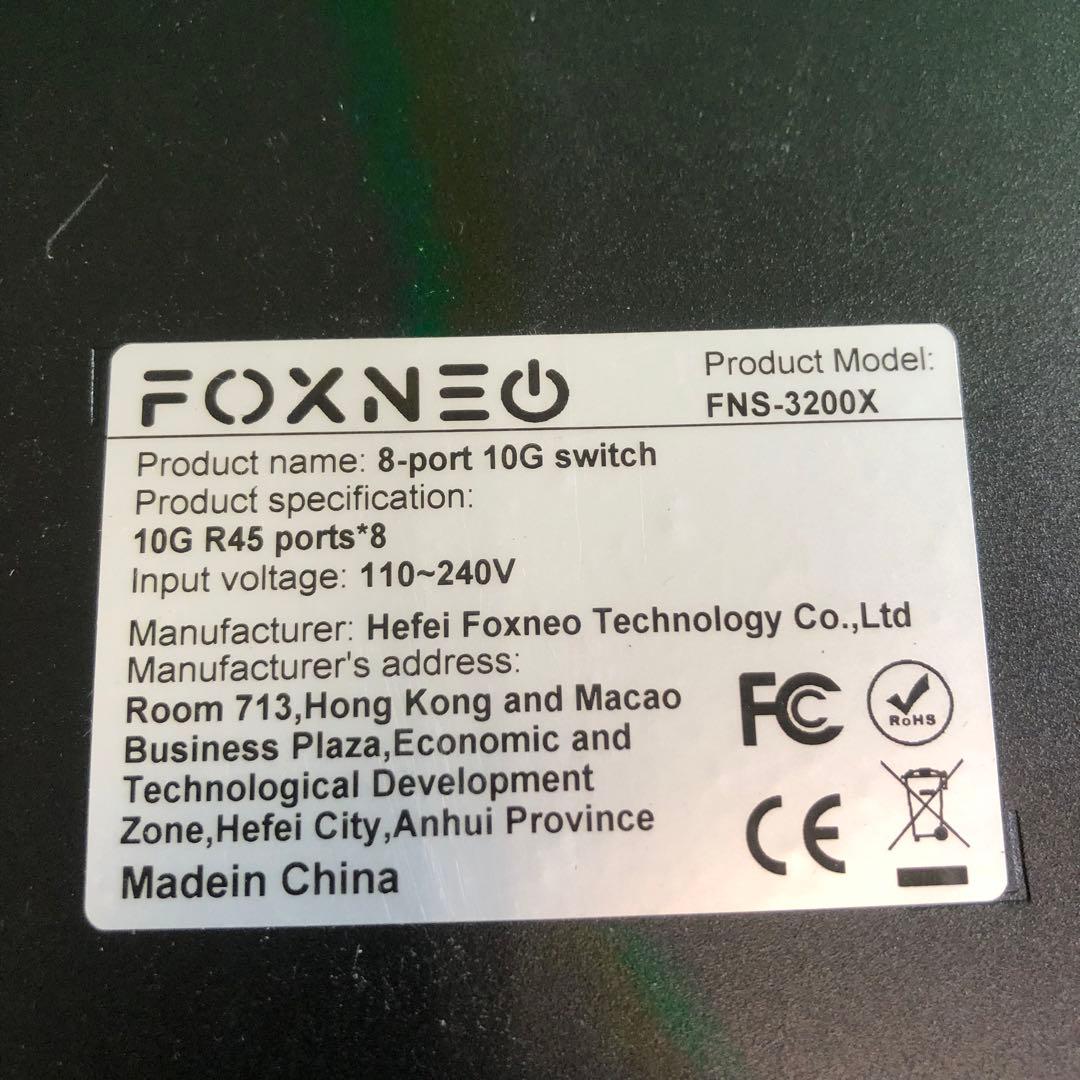 FOXNEO
Product Model:
FNS-3200X
Product name: 8-port 10G switch
Product specification:
10G R45 ports*8
Input voltage: 110~240V
Manufacturer: Hefei Foxneo Technology Co.,Ltd
Manufacturer's address:
Room 713,Hong Kong and Macao
Business Plaza,Economic and
Technological Development
Zone,Hefei City,Anhui Province
Madein China
FC
RoHS
CE